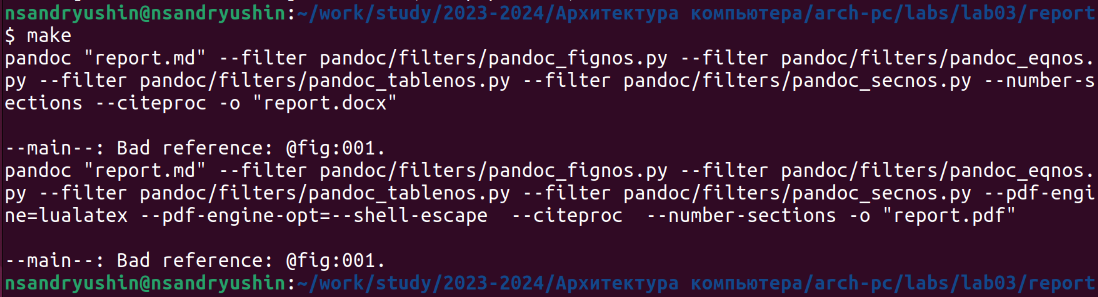 nsandryushin@nsandryushin:~/work/study/2023-2024/Архитектура компьютера/arch-pc/labs/lab03/report
$ make
pandoc "report.md" --filter pandoc/filters/pandoc_fignos.py --filter pandoc/filters/pandoc_eqnos.
py --filter pandoc/filters/pandoc_tablenos.py --filter pandoc/filters/pandoc_secnos.py --number-s
ections --citeproc -o "report.docx"
--main--: Bad reference: @fig:001.
pandoc "report.md" --filter pandoc/filters/pandoc_fignos.py --filter pandoc/filters/pandoc_eqnos.
py --filter pandoc/filters/pandoc_tablenos.py --filter pandoc/filters/pandoc_secnos.py --pdf-engi
ne=lualatex --pdf-engine-opt=--shell-escape  --citeproc  --number-sections -o "report.pdf"
--main--: Bad reference: @fig:001.
nsandryushin@nsandryushin:~/work/study/2023-2024/Архитектура компьютера/arch-pc/labs/lab03/report